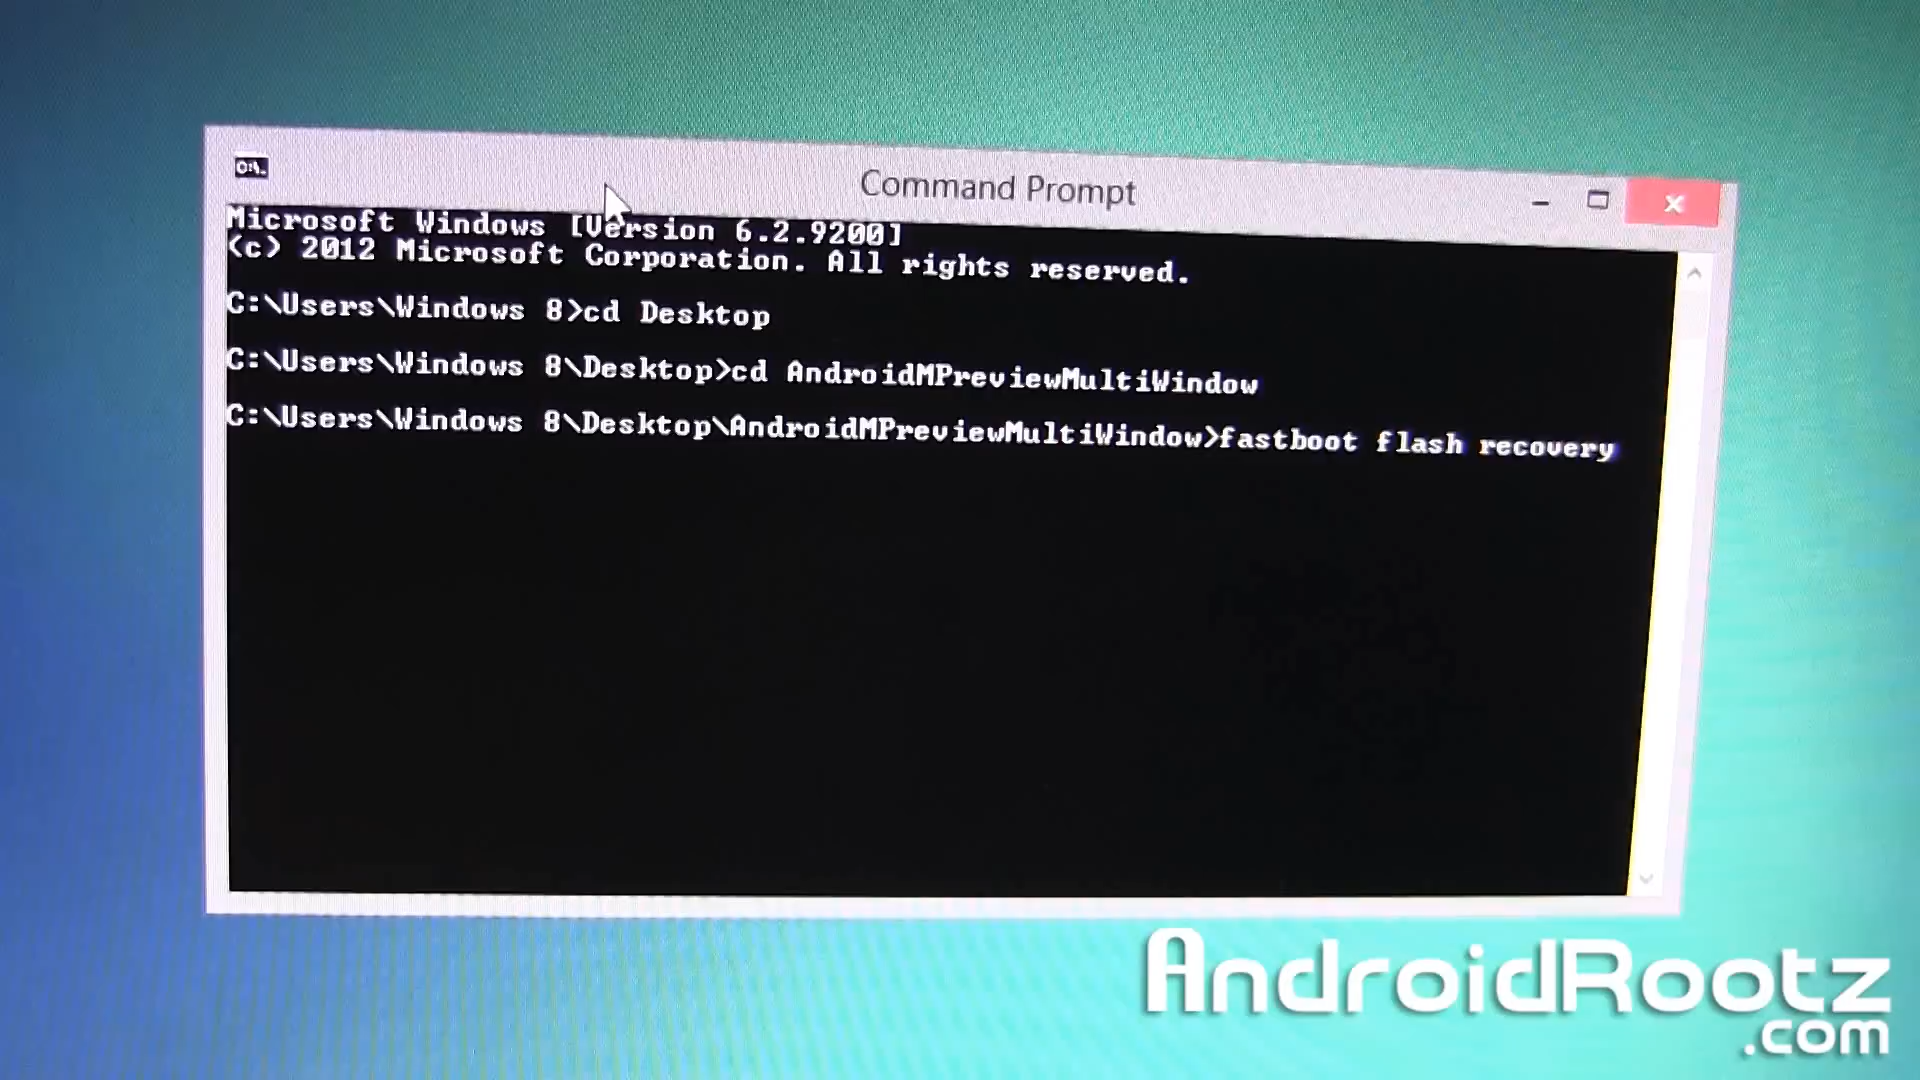 C:\.
Command Prompt
Microsoft Windows [Version 6.2.9200]
(c) 2012 Microsoft Corporation. All rights reserved.
C:\Users\Windows 8>cd Desktop
C:\Users\Windows 8\Desktop>cd AndroidMPreviewMultiWindow
C:\Users\Windows 8\Desktop\AndroidMPreviewMultiWindow>fastboot flash recovery
AndroidRootz
.com